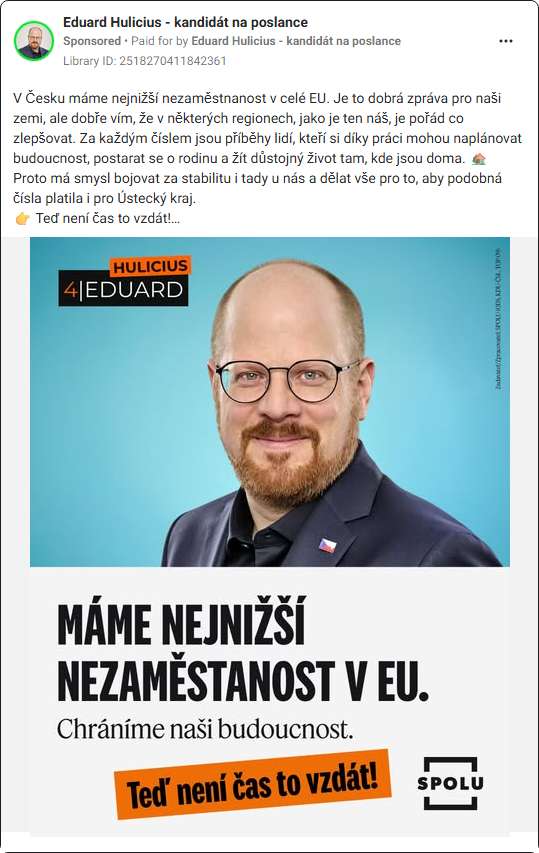 Eduard Hulicius - kandidát na poslance
Sponsored • Paid for by Eduard Hulicius - kandidát na poslance
Library ID: 2518270411842361
V Česku máme nejnižší nezaměstnanost v celé EU. Je to dobrá zpráva pro naši
zemi, ale dobře vím, že v některých regionech, jako je ten náš, je pořád co
zlepšovat. Za každým číslem jsou příběhy lidí, kteří si díky práci mohou naplánovat
budoucnost, postarat se o rodinu a žít důstojný život tam, kde jsou doma. 🏡
Proto má smysl bojovat za stabilitu i tady u nás a dělat vše pro to, aby podobná
čísla platila i pro Ústecký kraj.
👉 Teď není čas to vzdát!…
HULICIUS
4|EDUARD
Zadavatel/Zpracovatel: SPOLU (ODS, KDU-ČSL, TOP 09)
MÁME NEJNIŽŠÍ
NEZAMĚSTANOST V EU.
Chráníme naši budoucnost.
Teď není čas to vzdát!
SPOLU